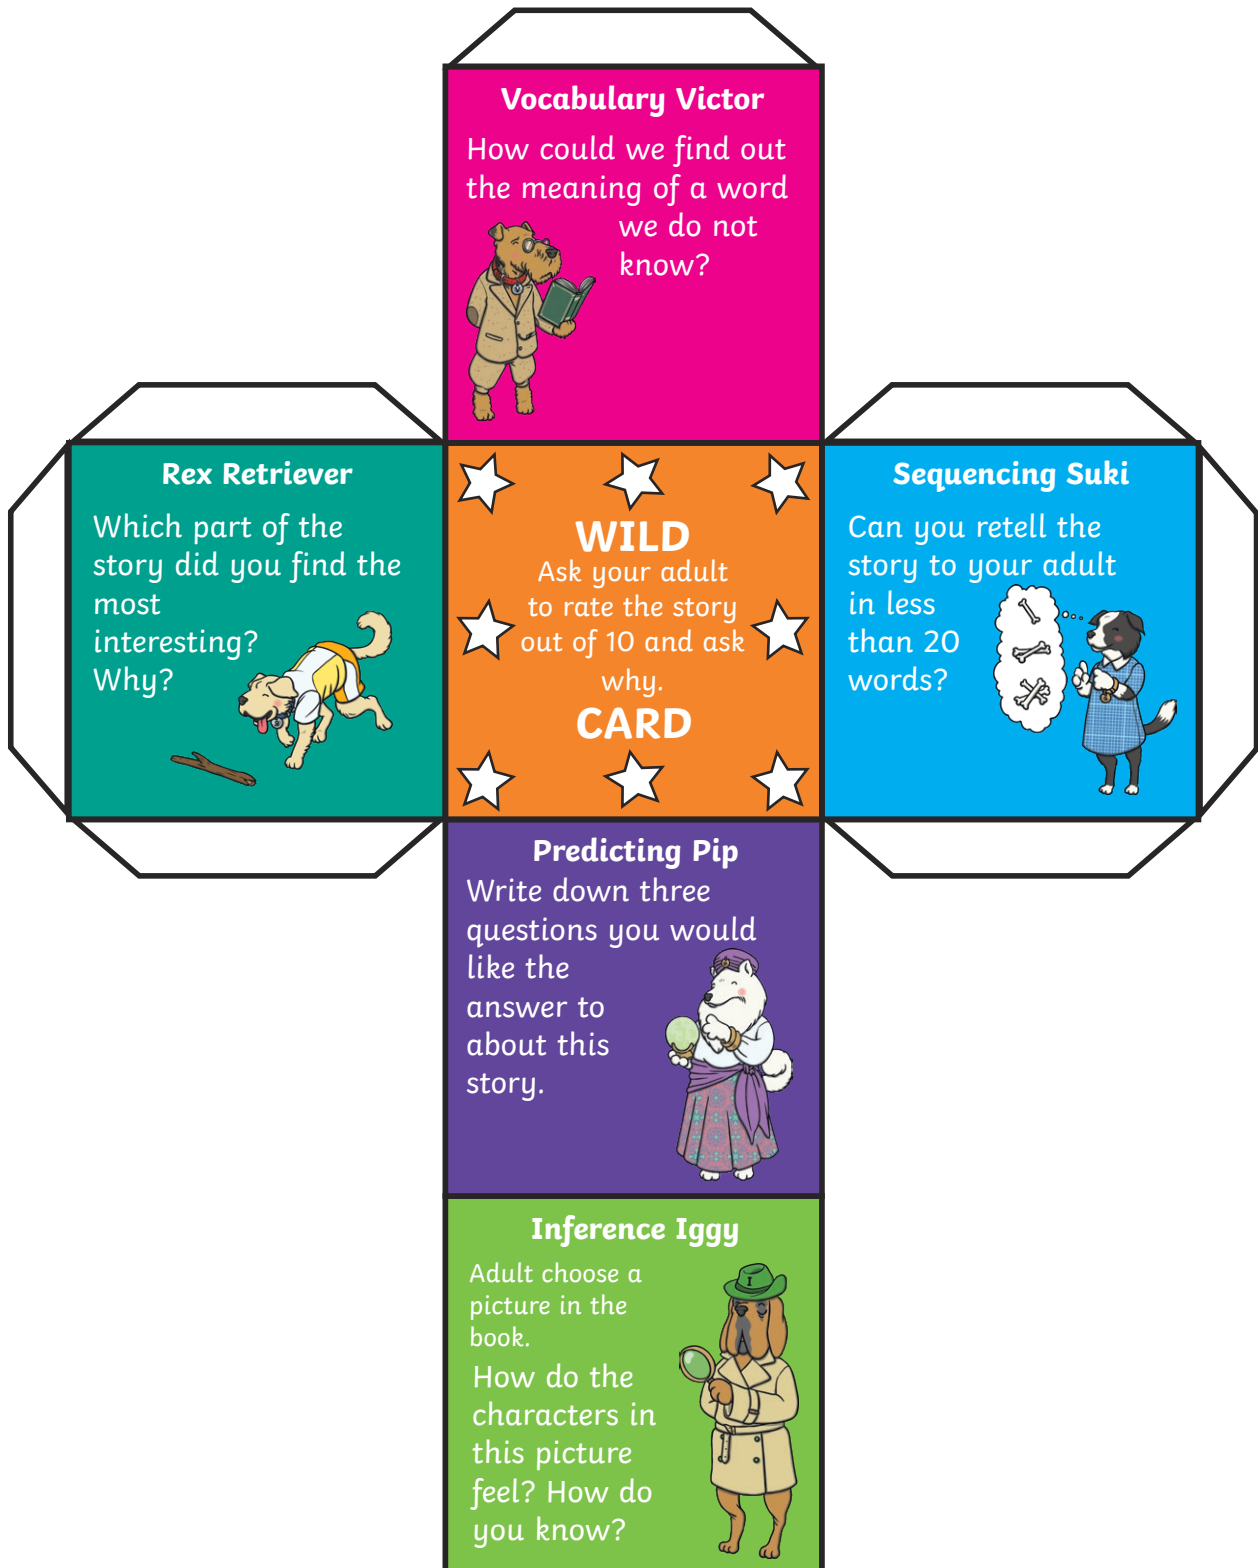 Vocabulary Victor
How could we find out
the meaning of a word
we do not
know?
Rex Retriever
Which part of the
story did you find the
most
interesting?
Why?
WILD
Ask your adult
to rate the story
out of 10 and ask
why.
CARD
Sequencing Suki
Can you retell the
story to your adult
in less
than 20
words?
Predicting Pip
Write down three
questions you would
like the
answer to
about this
story.
Inference Iggy
Adult choose a
picture in the
book.
How do the
characters in
this picture
feel? How do
you know?
I